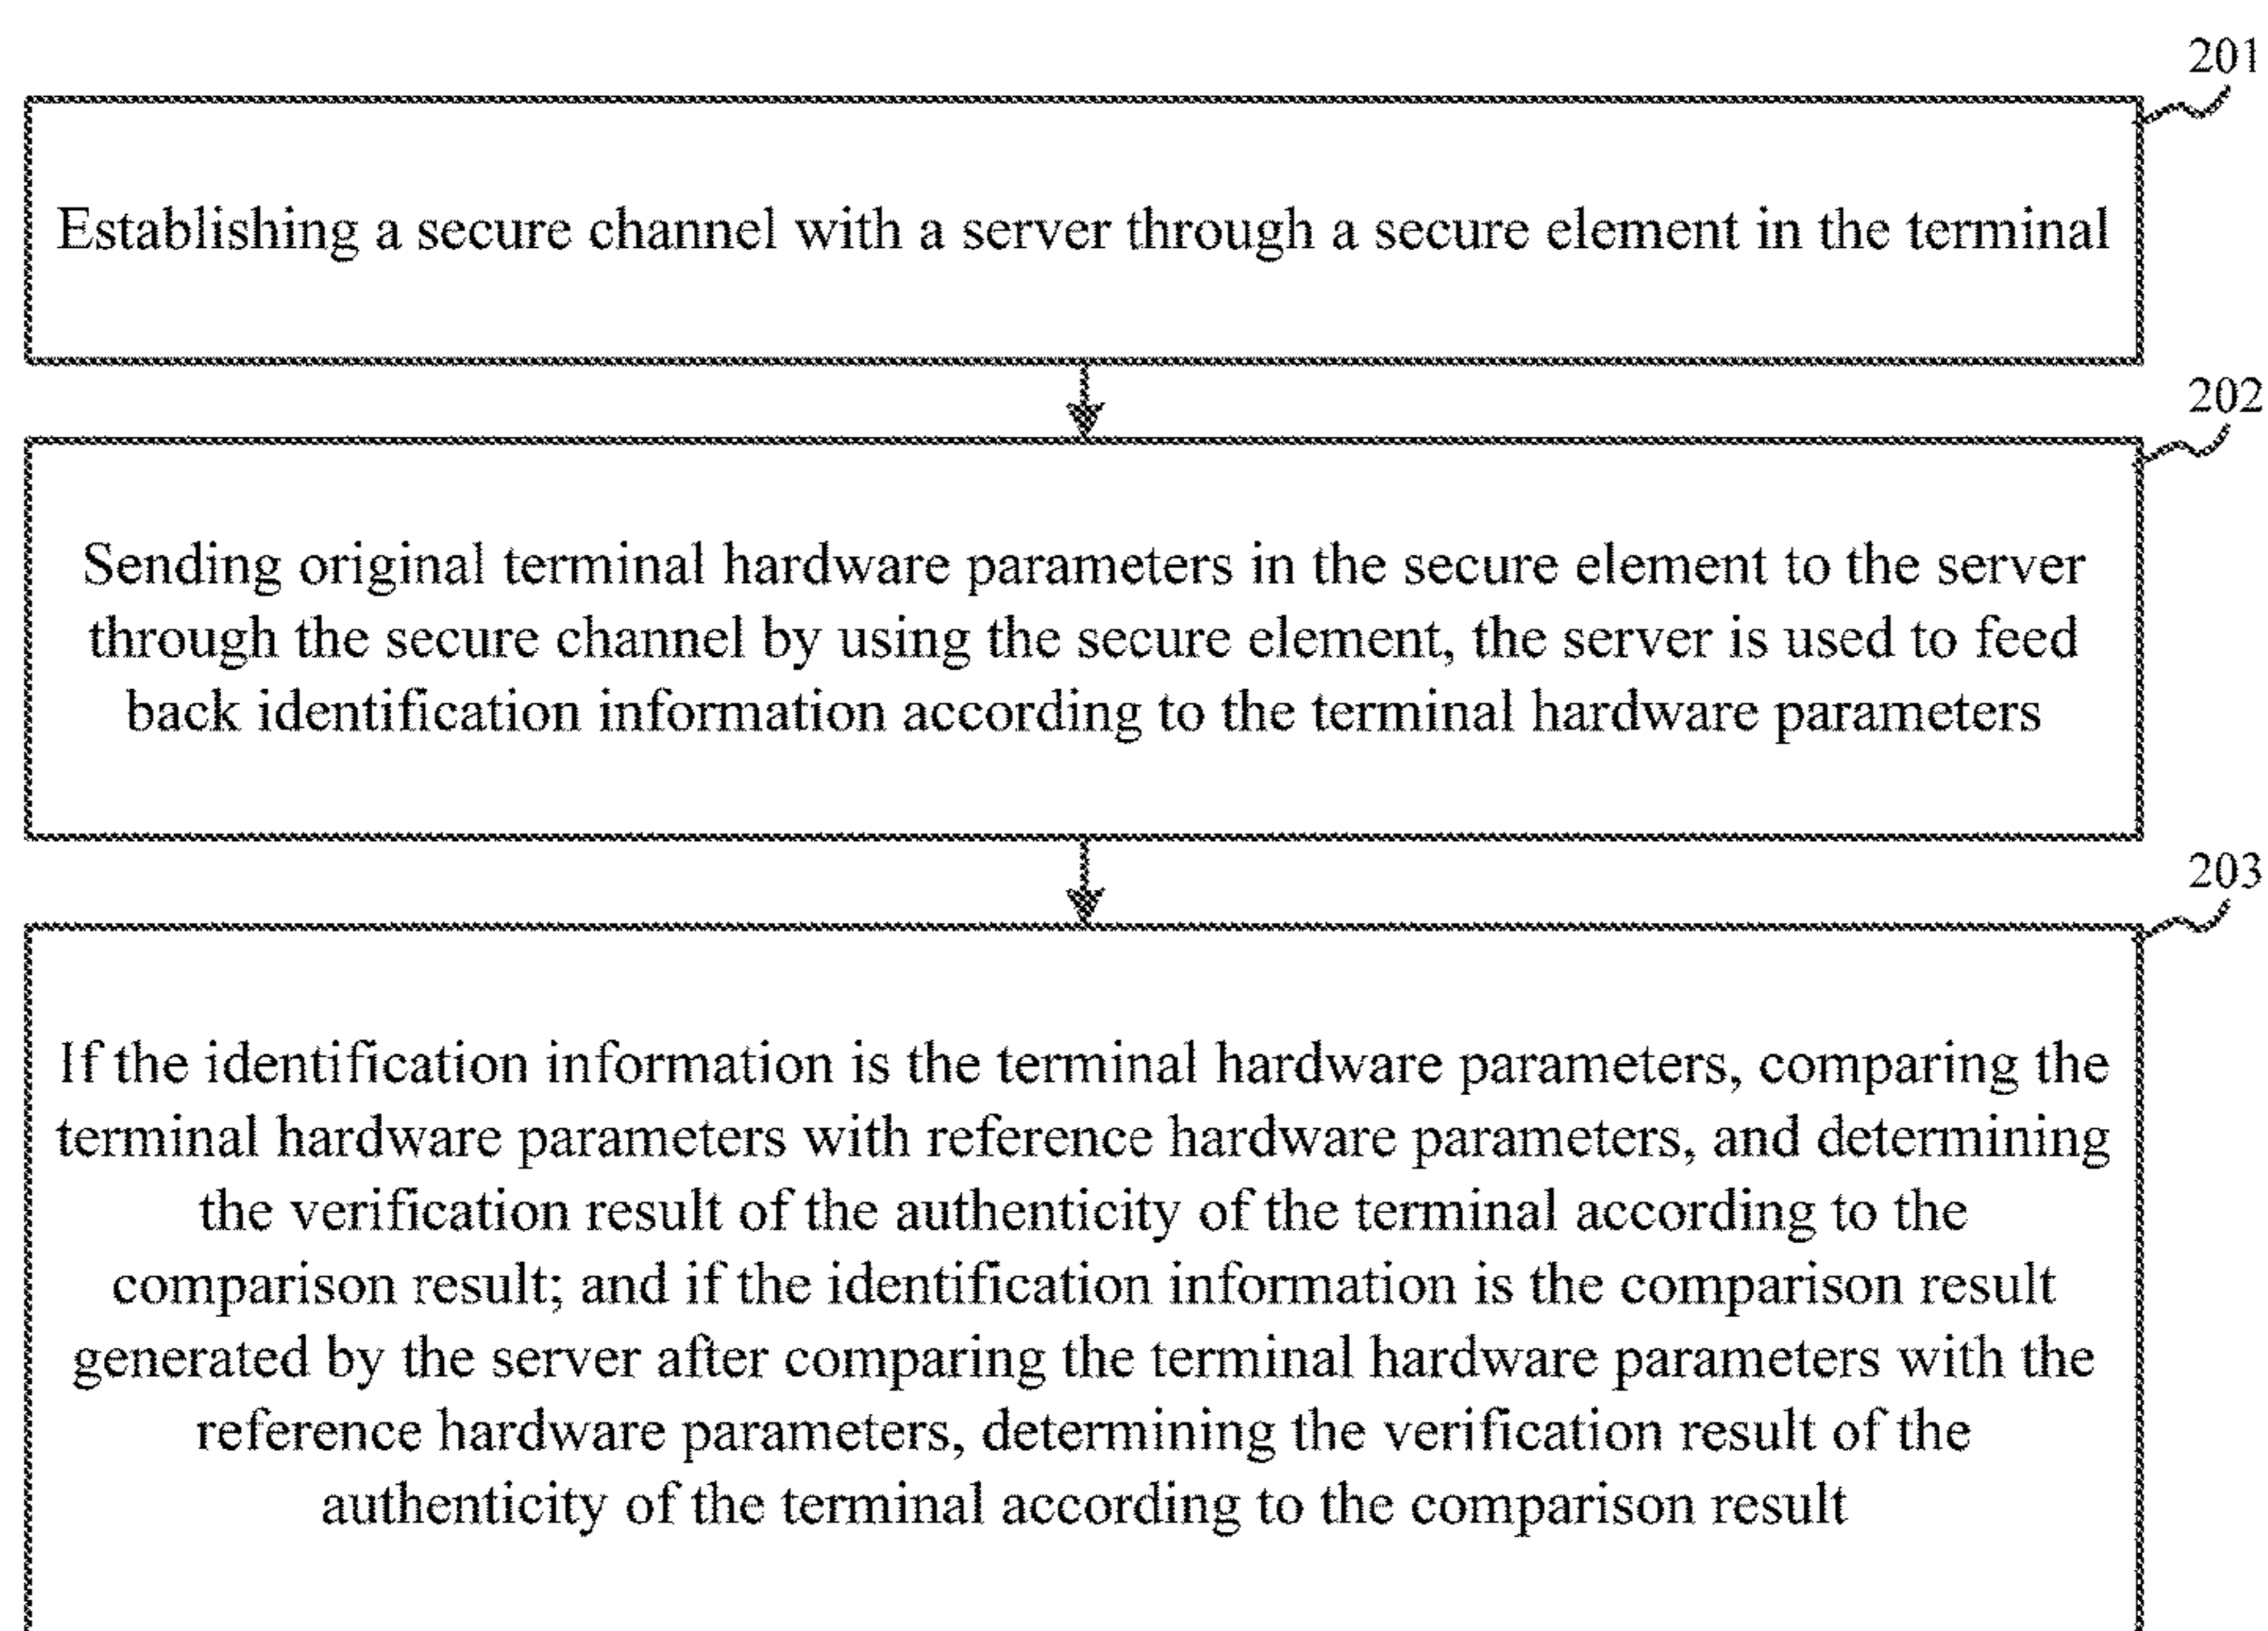 201
Establishing a secure channel with a server through a secure element in the terminal
202
Sending original terminal hardware parameters in the secure element to the server
through the secure channel by using the secure element, the server is used to feed
back identification information according to the terminal hardware parameters
203
If the identification information is the terminal hardware parameters, comparing the
terminal hardware parameters with reference hardware parameters, and determining
the verification result of the authenticity of the terminal according to the
comparison result; and if the identification information is the comparison result
generated by the server after comparing the terminal hardware parameters with the
reference hardware parameters, determining the verification result of the
authenticity of the terminal according to the comparison result